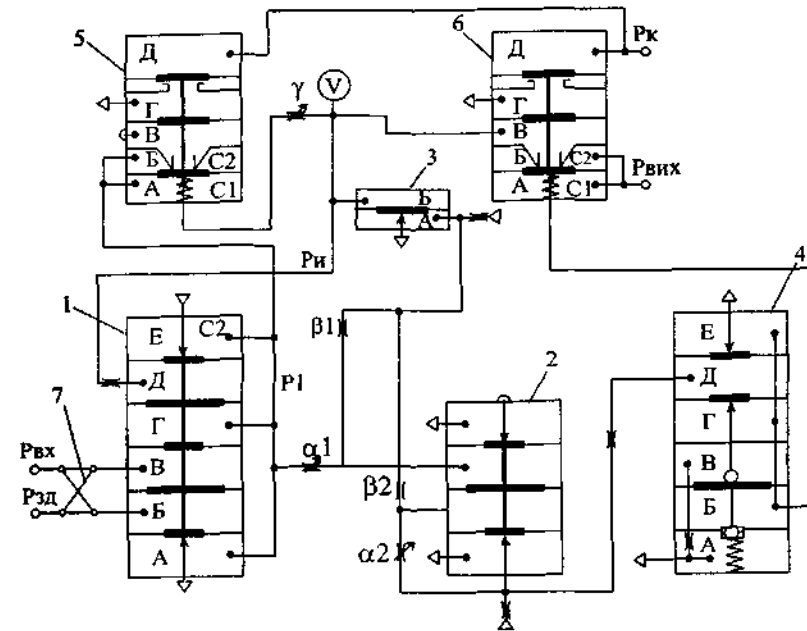 5
Д
Г
В
Б
С2
А
С1
γ
V
6
Рк
Д
Г
В
Б
С2
Рвих
А
С1
3
Б
А
Ри
1
Е
С2
Д
Р1
Г
7
Рвх
В
Рзд
Б
А
β1
α1
2
β2
α2
4
Е
Д
Г
В
Б
А